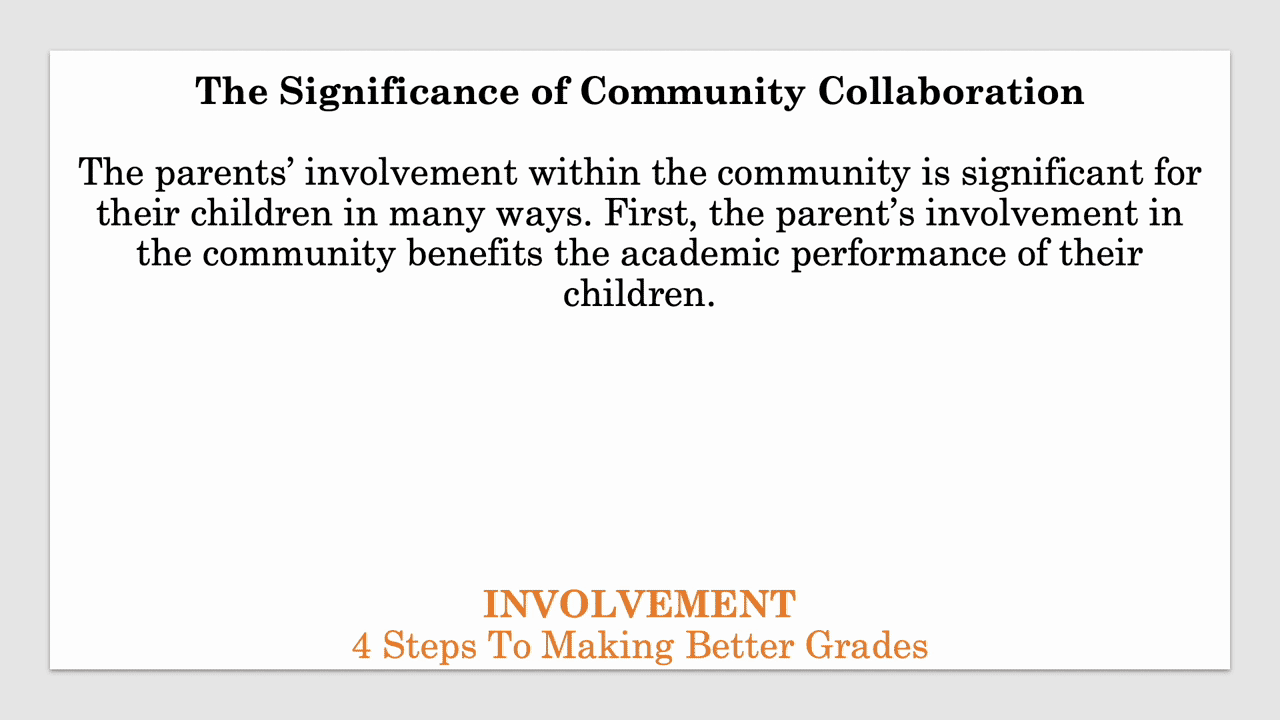 The Significance of Community Collaboration
The parents’ involvement within the community is significant for
their children in many ways. First, the parent’s involvement in
the community benefits the academic performance of their
children.
INVOLVEMENT
4 Steps To Making Better Grades